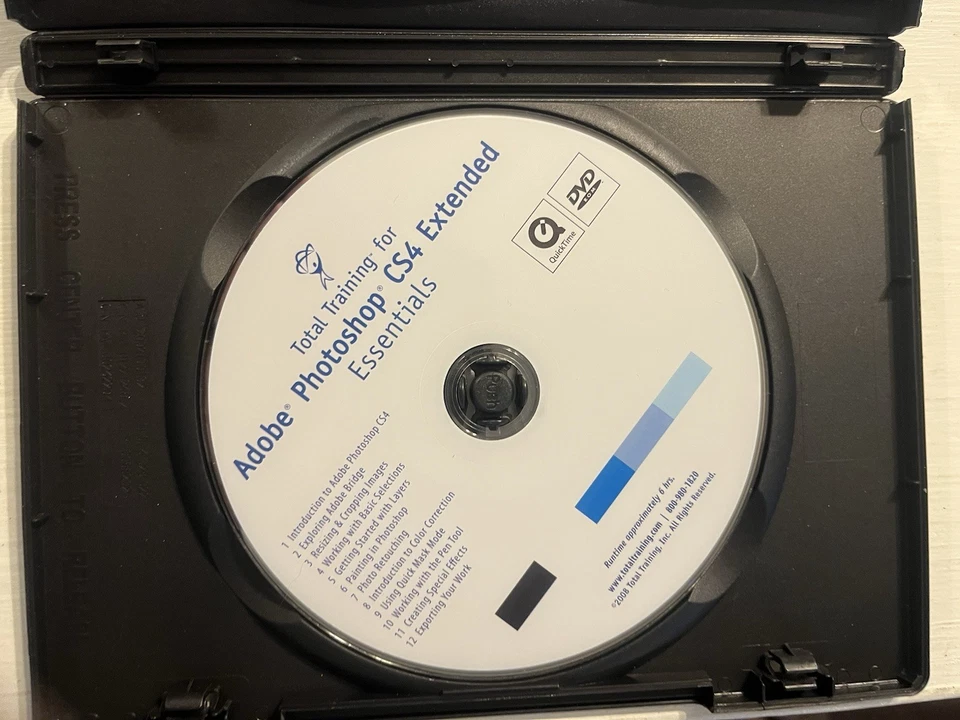 Total Training™ for
Adobe® Photoshop® CS4 Extended
Essentials
DVD
ROM
QuickTime
1 Introduction to Adobe Photoshop CS4
2 Exploring Adobe Bridge
3 Resizing & Cropping Images
4 Working with Basic Selections
5 Getting Started with Layers
6 Painting in Photoshop
7 Photo Retouching
8 Introduction to Color Correction
9 Using Quick Mask Mode
10 Working with the Pen Tool
11 Creating Special Effects
12 Exporting Your Work
Runtime approximately 6 hrs.
www.totaltraining.com | 800-980-1820
©2008 Total Training, Inc. All Rights Reserved.
PUSH